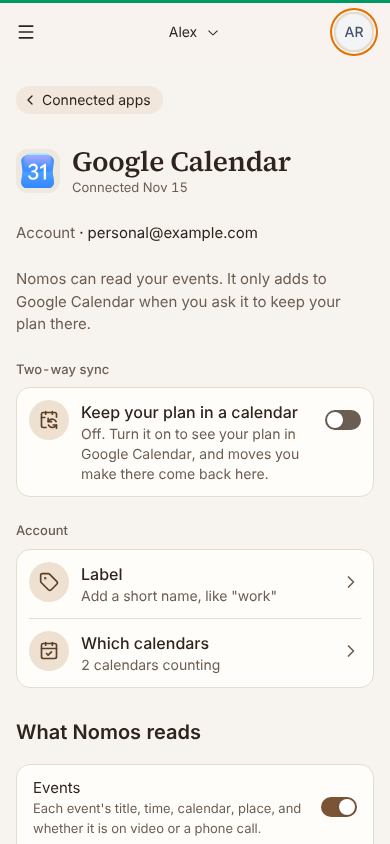 Alex
AR
Connected apps
31
Google Calendar
Connected Nov 15
Account · personal@example.com
Nomos can read your events. It only adds to
Google Calendar when you ask it to keep your
plan there.
Two-way sync
Keep your plan in a calendar
Off. Turn it on to see your plan in
Google Calendar, and moves you
make there come back here.
Account
Label
Add a short name, like "work"
Which calendars
2 calendars counting
What Nomos reads
Events
Each event's title, time, calendar, place, and
whether it is on video or a phone call.